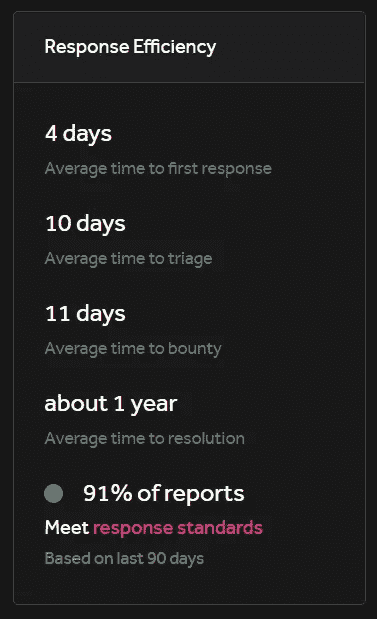 Response Efficiency
4 days
Average time to first response
10 days
Average time to triage
11 days
Average time to bounty
about 1 year
Average time to resolution
91% of reports
Meet response standards
Based on last 90 days